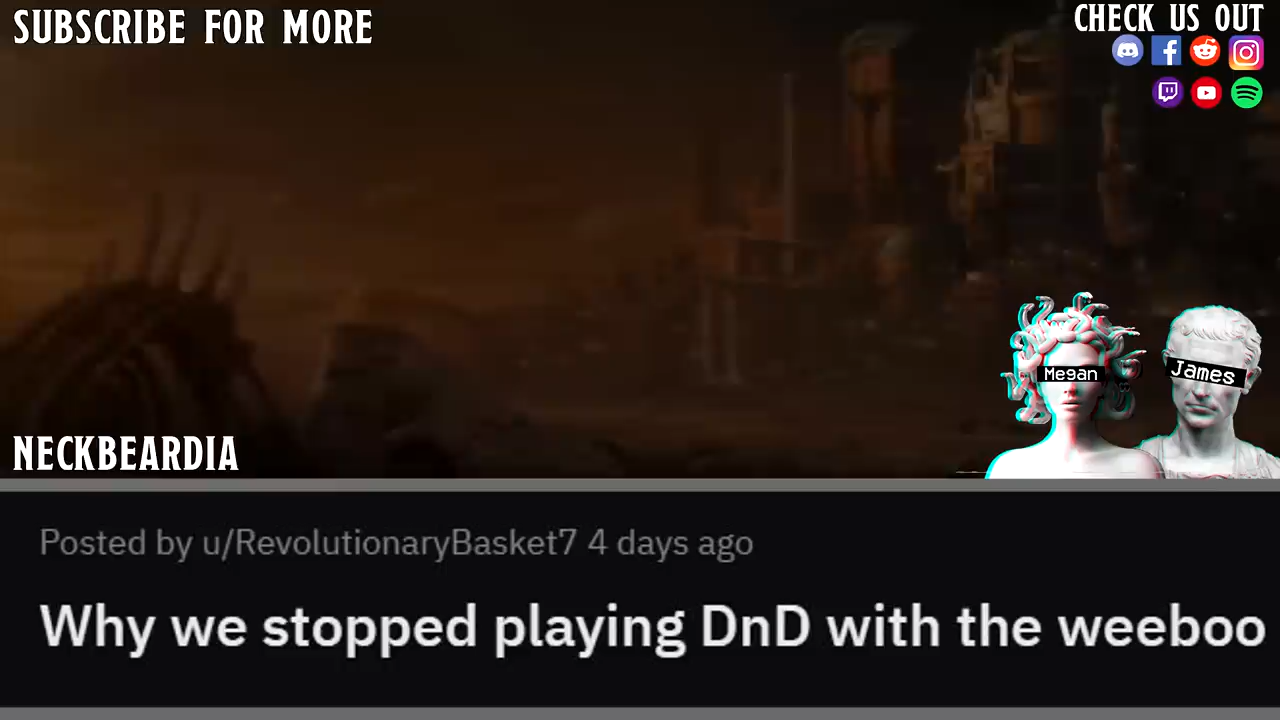 SUBSCRIBE FOR MORE
CHECK US OUT
Megan
James
NECKBEARDIA
Posted by u/RevolutionaryBasket7 4 days ago
Why we stopped playing DnD with the weeboo